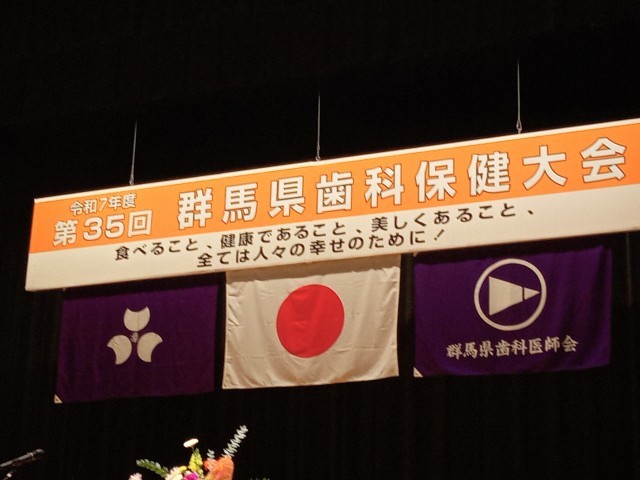 令和7年度
第35回 群馬県歯科保健大会
食べること、健康であること、美しくあること、
全ては人々の幸せのために!
群馬県歯科医師会